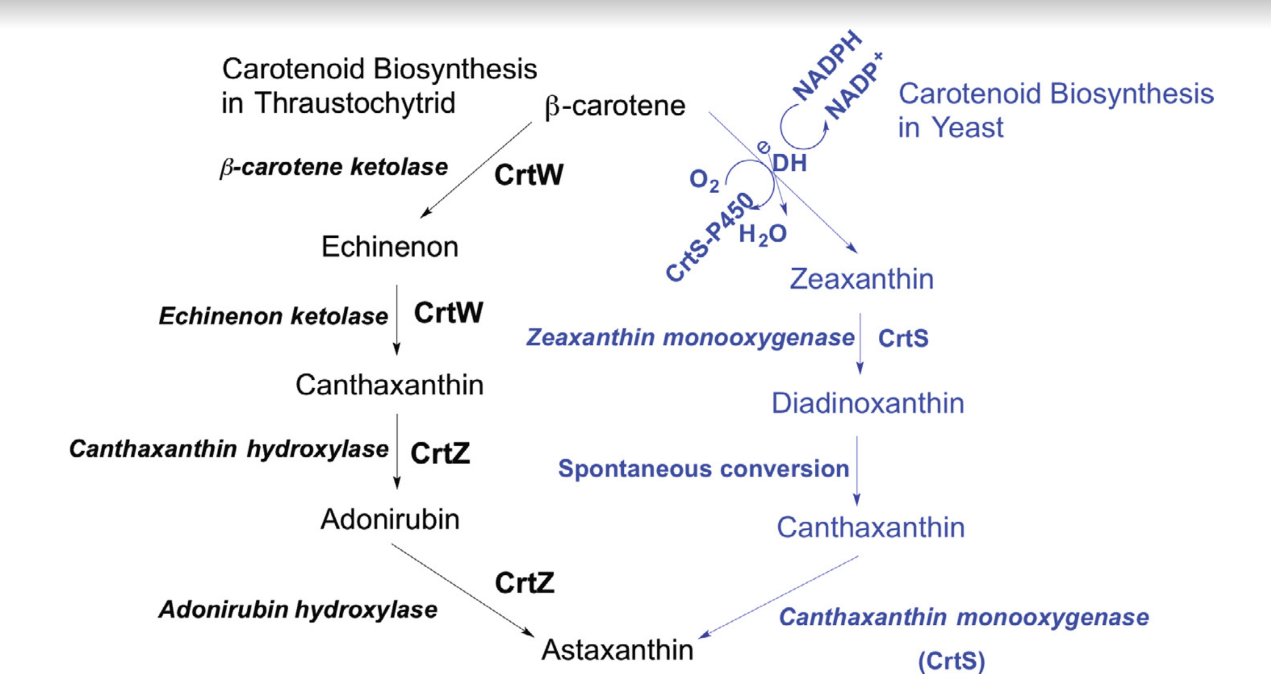 Carotenoid Biosynthesis
in Thraustochytrid
β-carotene
NADPH
NADP+
Carotenoid Biosynthesis
in Yeast
β-carotene ketolase
CrtW
e
DH
O2
CrtS-P450
H2O
Echinenon
Zeaxanthin
Echinenon ketolase
CrtW
Zeaxanthin monooxygenase
CrtS
Canthaxanthin
Diadinoxanthin
Canthaxanthin hydroxylase
CrtZ
Spontaneous conversion
Adonirubin
Canthaxanthin
CrtZ
Adonirubin hydroxylase
Canthaxanthin monooxygenase
(CrtS)
Astaxanthin